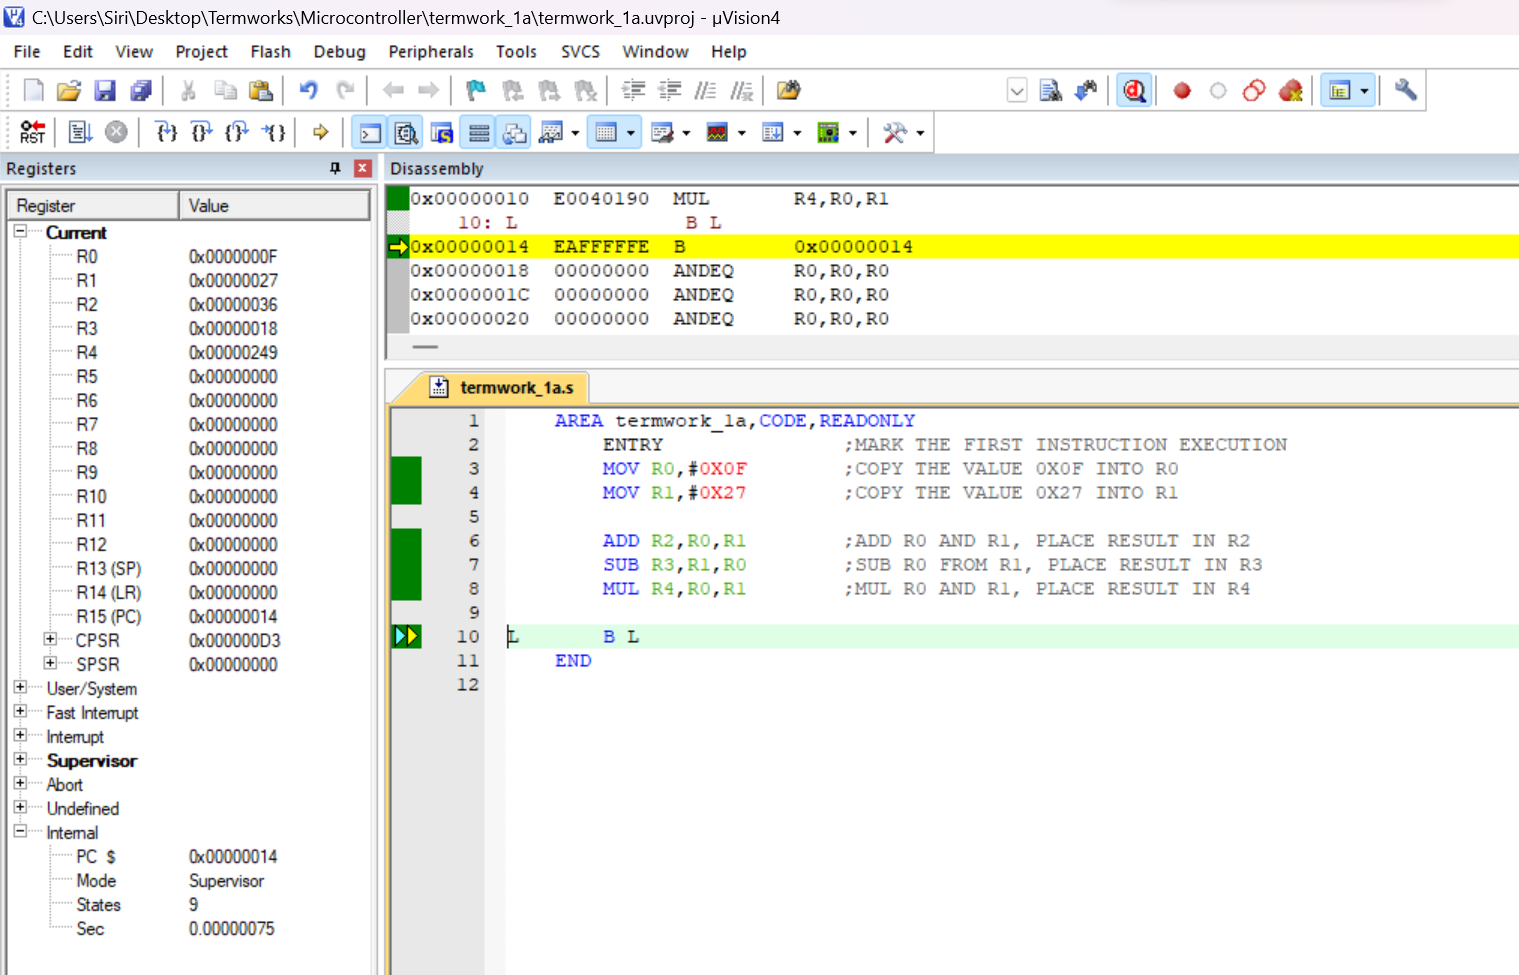 C:\Users\Siri\Desktop\Termworks\Microcontroller\termwork_1a\termwork_1a.uvproj - µVision4
File Edit View Project Flash Debug Peripherals Tools SVCS Window Help
RST
Registers
Register Value
Current
R0 0x0000000F
R1 0x00000027
R2 0x00000036
R3 0x00000018
R4 0x00000249
R5 0x00000000
R6 0x00000000
R7 0x00000000
R8 0x00000000
R9 0x00000000
R10 0x00000000
R11 0x00000000
R12 0x00000000
R13 (SP) 0x00000000
R14 (LR) 0x00000000
R15 (PC) 0x00000014
CPSR 0x000000D3
SPSR 0x00000000
User/System
Fast Interrupt
Interrupt
Supervisor
Abort
Undefined
Internal
PC $ 0x00000014
Mode Supervisor
States 9
Sec 0.00000075
Disassembly
0x00000010 E0040190 MUL R4,R0,R1
10: L B L
0x00000014 EAFFFFFE B 0x00000014
0x00000018 00000000 ANDEQ R0,R0,R0
0x0000001C 00000000 ANDEQ R0,R0,R0
0x00000020 00000000 ANDEQ R0,R0,R0
termwork_1a.s
1 AREA termwork_1a,CODE,READONLY
2 ENTRY ;MARK THE FIRST INSTRUCTION EXECUTION
3 MOV R0,#0X0F ;COPY THE VALUE 0X0F INTO R0
4 MOV R1,#0X27 ;COPY THE VALUE 0X27 INTO R1
5
6 ADD R2,R0,R1 ;ADD R0 AND R1, PLACE RESULT IN R2
7 SUB R3,R1,R0 ;SUB R0 FROM R1, PLACE RESULT IN R3
8 MUL R4,R0,R1 ;MUL R0 AND R1, PLACE RESULT IN R4
9
10 L B L
11 END
12